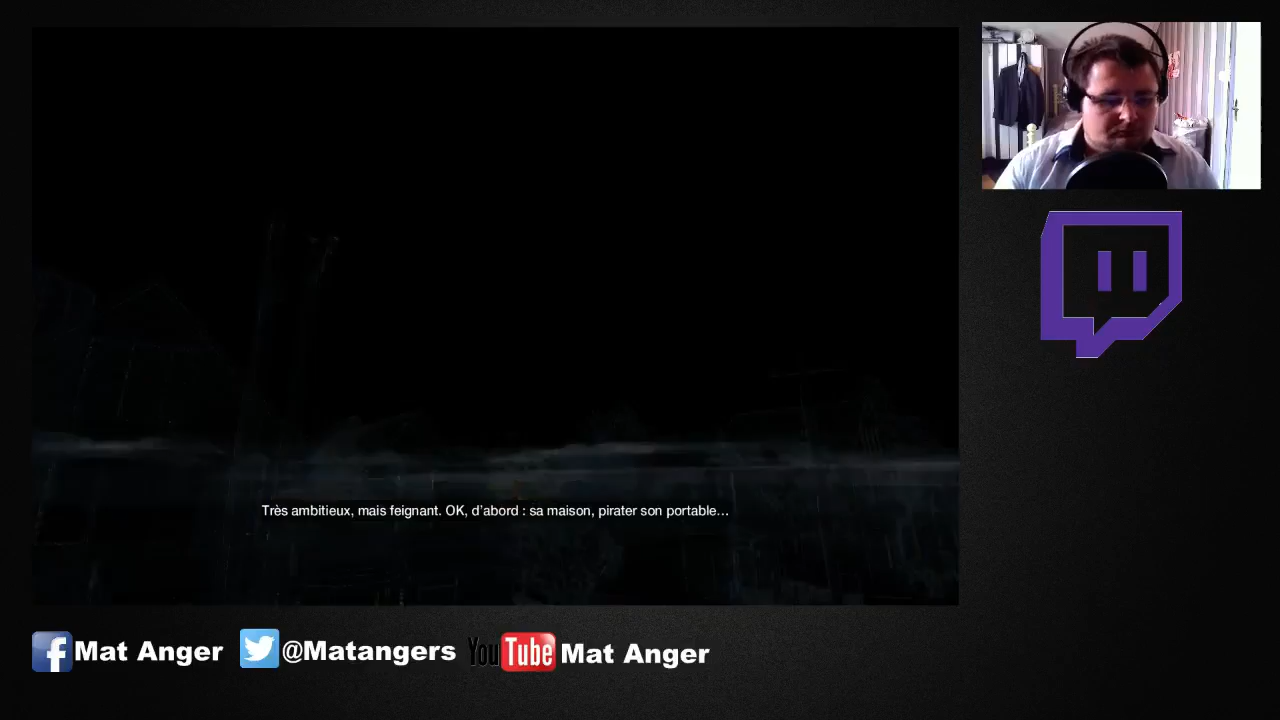 Très ambitieux, mais feignant. OK, d'abord : sa maison, pirater son portable...
Mat Anger
@Matangers
YouTube
Mat Anger